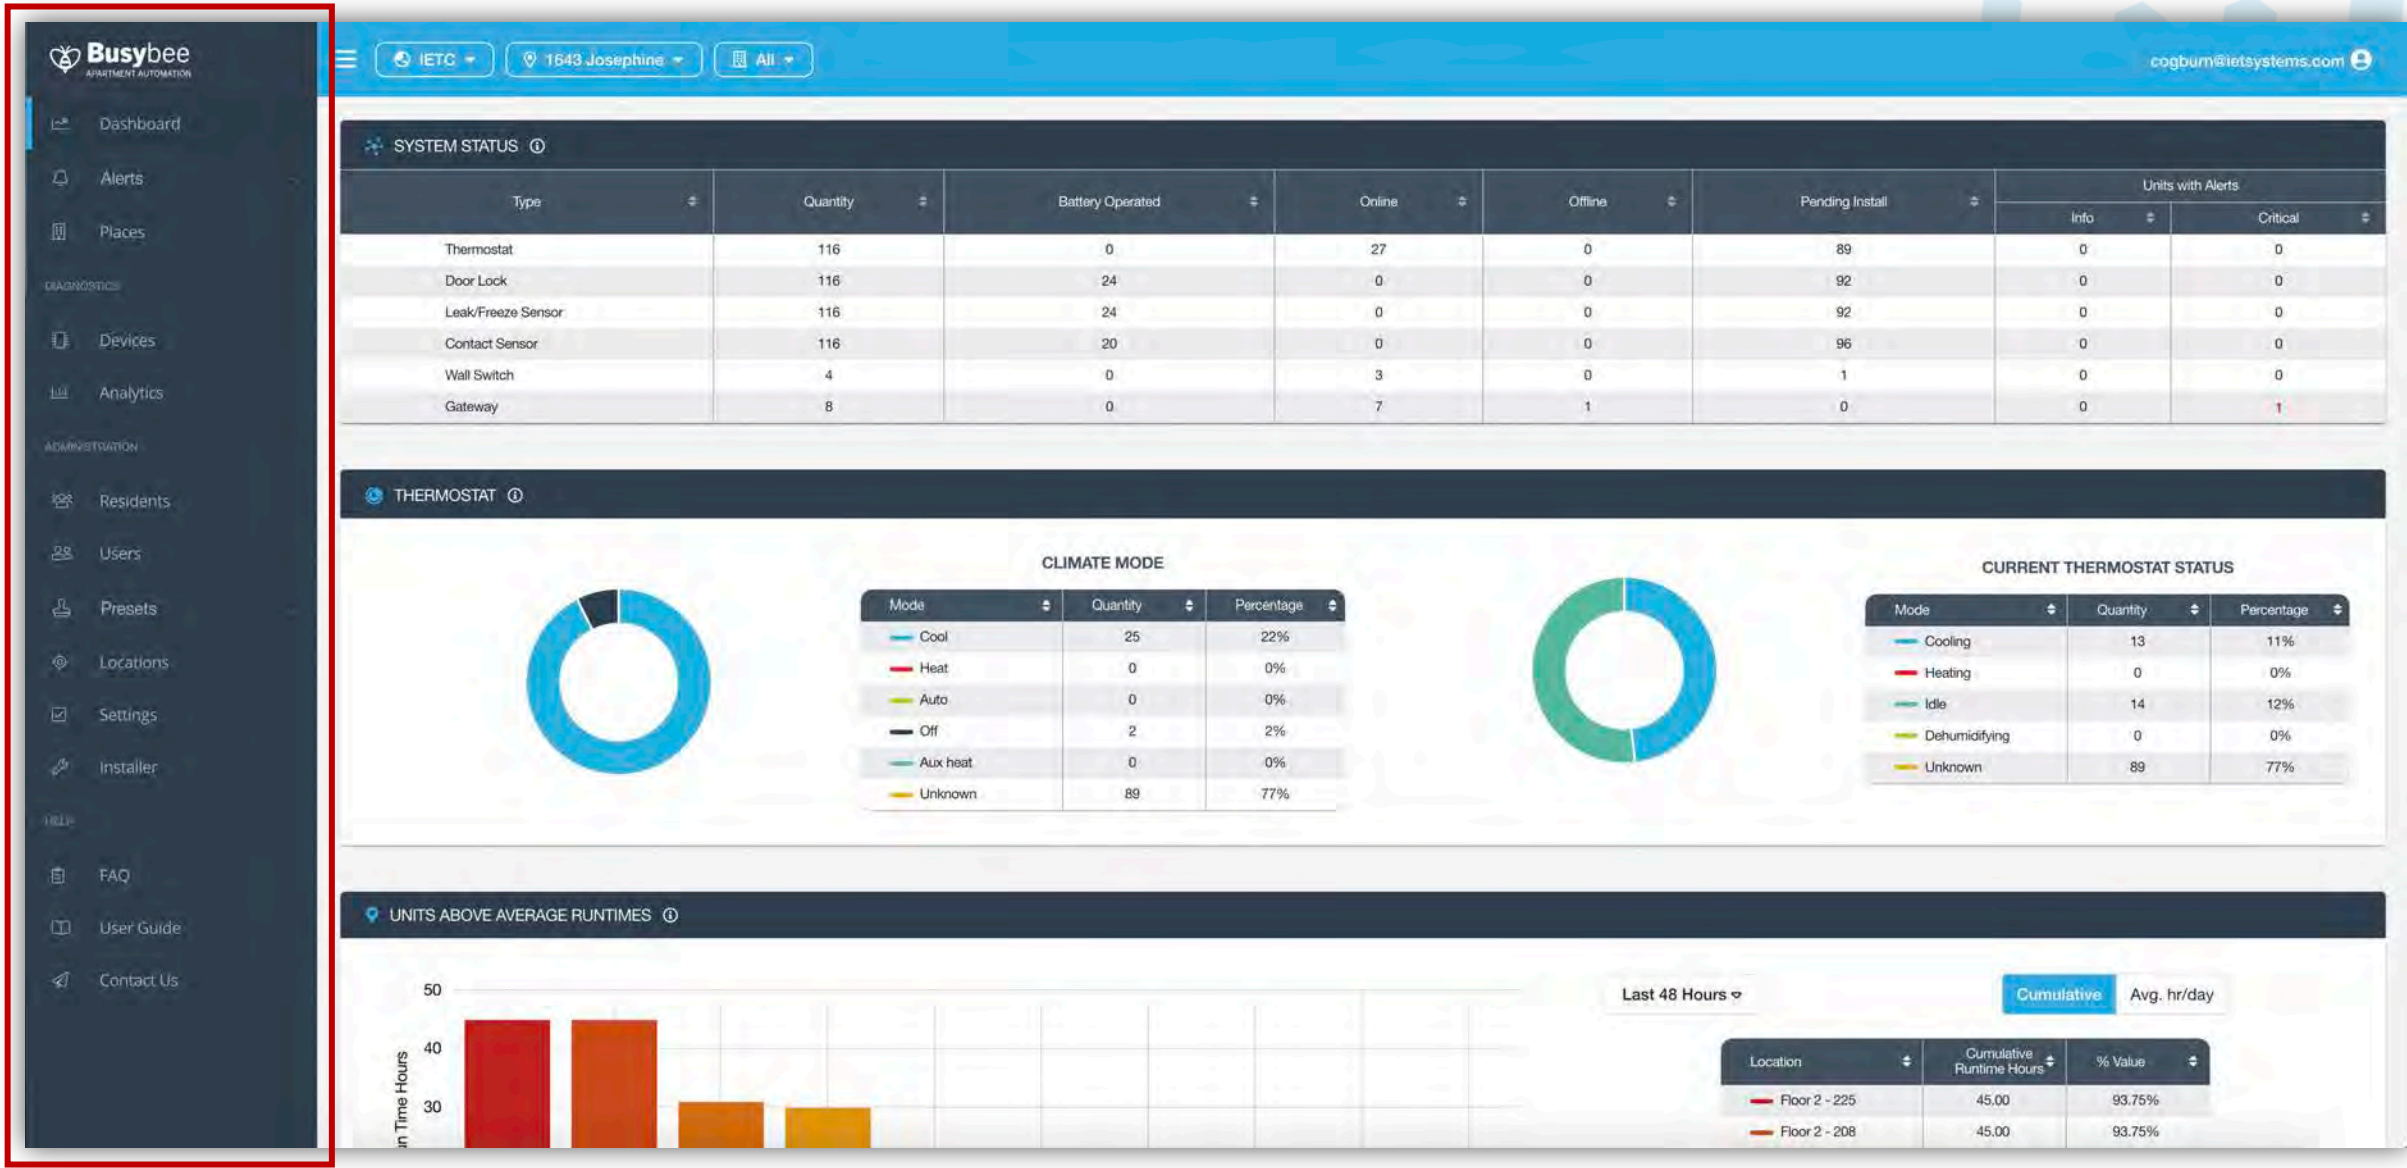 Busybee
APARTMENT AUTOMATION
Dashboard
Alerts
Places
DIAGNOSTICS
Devices
Analytics
ADMINISTRATION
Residents
Users
Presets
Locations
Settings
Installer
HELP
FAQ
User Guide
Contact Us
IETC 1643 Josephine All cogburn@ietsystems.com
SYSTEM STATUS
Type Quantity Battery Operated Online Offline Pending Install Units with Alerts
Info Critical
Thermostat 116 0 27 0 89 0 0
Door Lock 116 24 0 0 92 0 0
Leak/Freeze Sensor 116 24 0 0 92 0 0
Contact Sensor 116 20 0 0 96 0 0
Wall Switch 4 0 3 0 1 0 0
Gateway 8 0 7 1 0 0 1
THERMOSTAT
CLIMATE MODE
Mode Quantity Percentage
Cool 25 22%
Heat 0 0%
Auto 0 0%
Off 2 2%
Aux heat 0 0%
Unknown 89 77%
CURRENT THERMOSTAT STATUS
Mode Quantity Percentage
Cooling 13 11%
Heating 0 0%
Idle 14 12%
Dehumidifying 0 0%
Unknown 89 77%
UNITS ABOVE AVERAGE RUNTIMES
50
40
30
Time Hours
Last 48 Hours
Cumulative Avg. hr/day
Location Cumulative Runtime Hours % Value
Floor 2 - 225 45.00 93.75%
Floor 2 - 208 45.00 93.75%